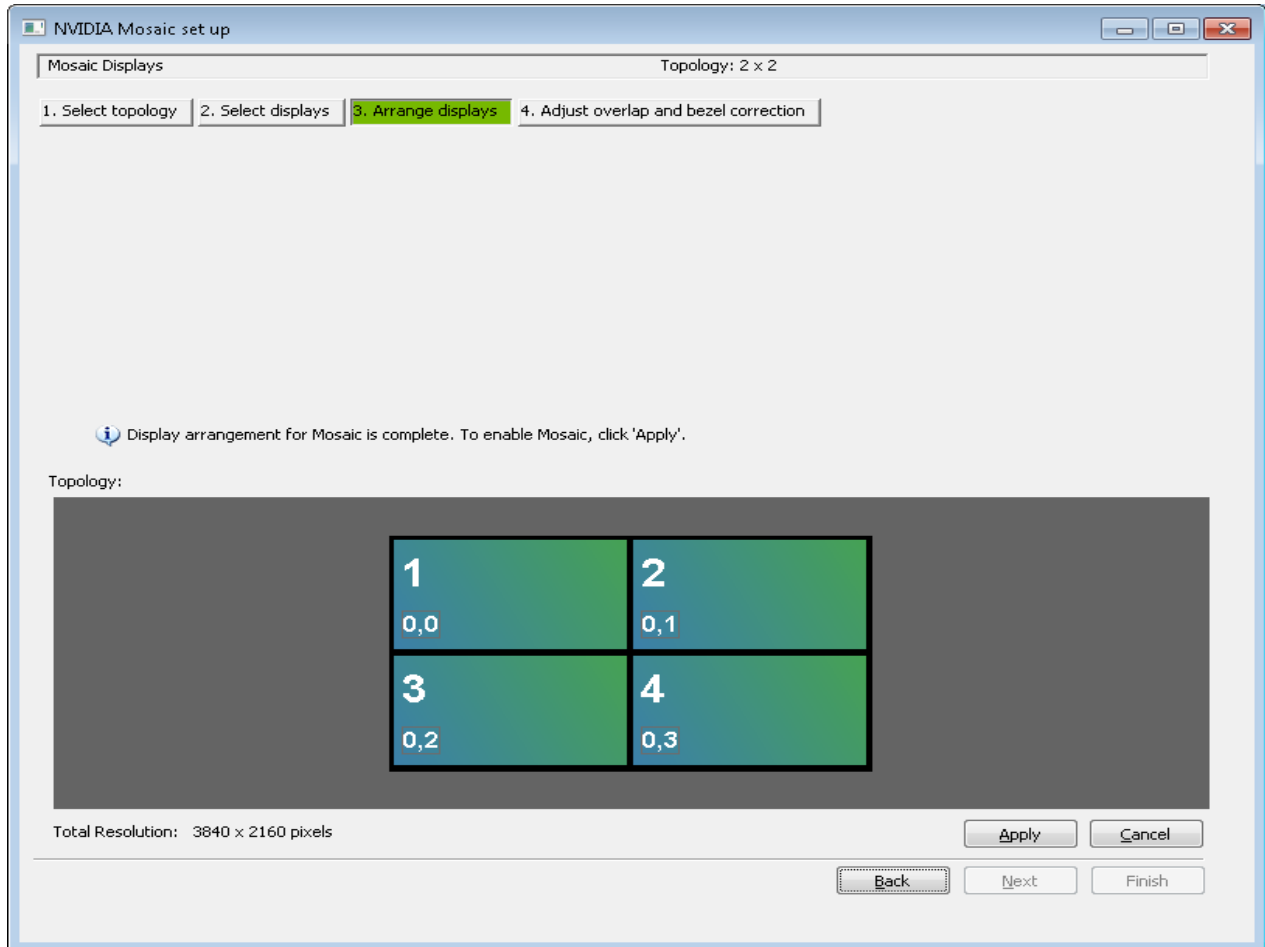 NVIDIA Mosaic set up
Mosaic Displays Topology: 2 x 2
1. Select topology 2. Select displays 3. Arrange displays 4. Adjust overlap and bezel correction
Display arrangement for Mosaic is complete. To enable Mosaic, click 'Apply'.
Topology:
1 2
0,0 0,1
3 4
0,2 0,3
Total Resolution: 3840 x 2160 pixels Apply Cancel
Back Next Finish